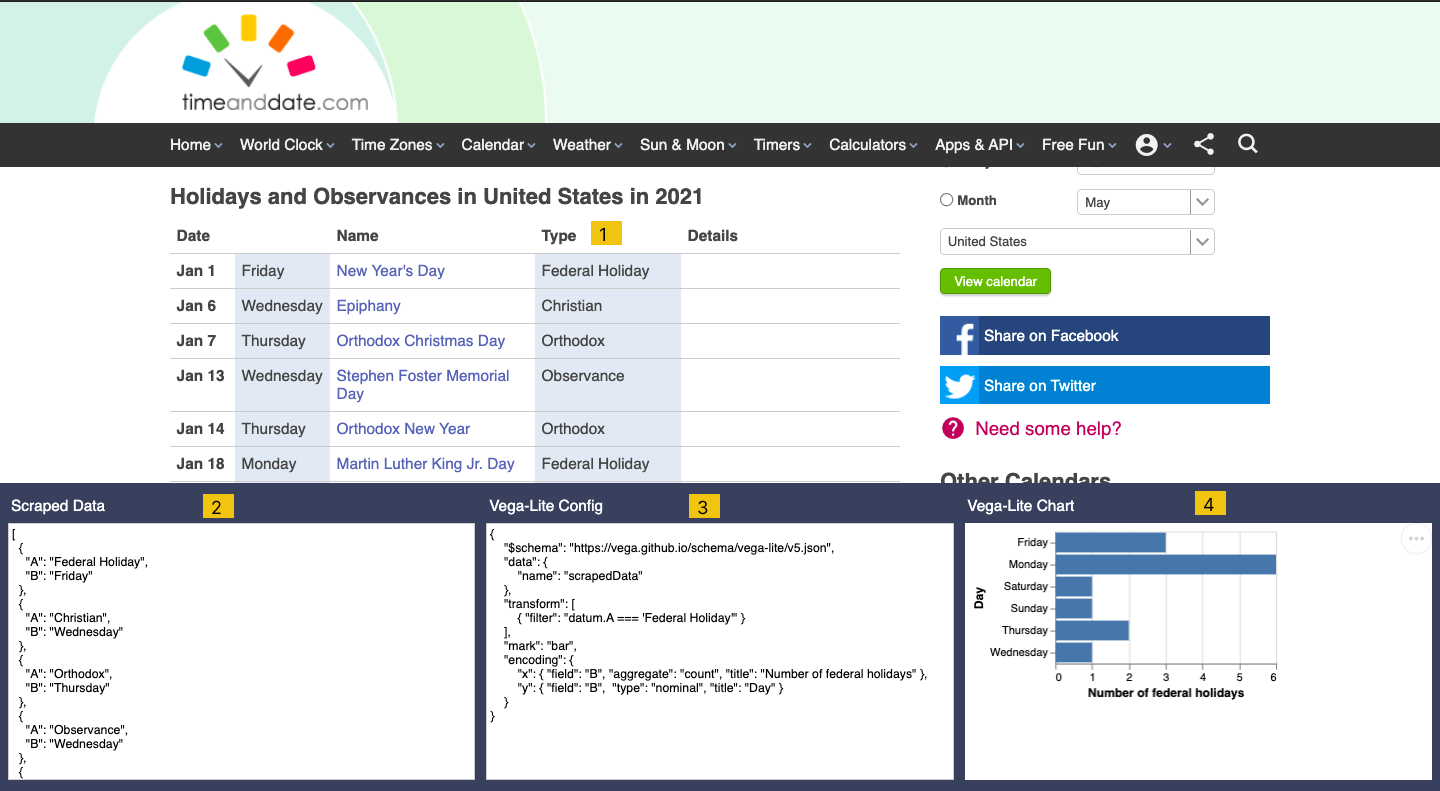 timeanddate.com
Home World Clock Time Zones Calendar Weather Sun & Moon Timers Calculators Apps & API Free Fun
Holidays and Observances in United States in 2021
Date Name Type 1 Details
Jan 1 Friday New Year's Day Federal Holiday
Jan 6 Wednesday Epiphany Christian
Jan 7 Thursday Orthodox Christmas Day Orthodox
Jan 13 Wednesday Stephen Foster Memorial Observance
Day
Jan 14 Thursday Orthodox New Year Orthodox
Jan 18 Monday Martin Luther King Jr. Day Federal Holiday
Month May
United States
View calendar
Share on Facebook
Share on Twitter
? Need some help?
Other Calendars
Scraped Data 2
[
{
"A": "Federal Holiday",
"B": "Friday"
},
{
"A": "Christian",
"B": "Wednesday"
},
{
"A": "Orthodox",
"B": "Thursday"
},
{
"A": "Observance",
"B": "Wednesday"
},
{
Vega-Lite Config 3
{
"$schema": "https://vega.github.io/schema/vega-lite/v5.json",
"data": {
"name": "scrapedData"
},
"transform": [
{ "filter": "datum.A === 'Federal Holiday'" }
],
"mark": "bar",
"encoding": {
"x": { "field": "B", "aggregate": "count", "title": "Number of federal holidays" },
"y": { "field": "B", "type": "nominal", "title": "Day" }
}
}
Vega-Lite Chart 4
Day
Friday
Monday
Saturday
Sunday
Thursday
Wednesday
0 1 2 3 4 5 6
Number of federal holidays